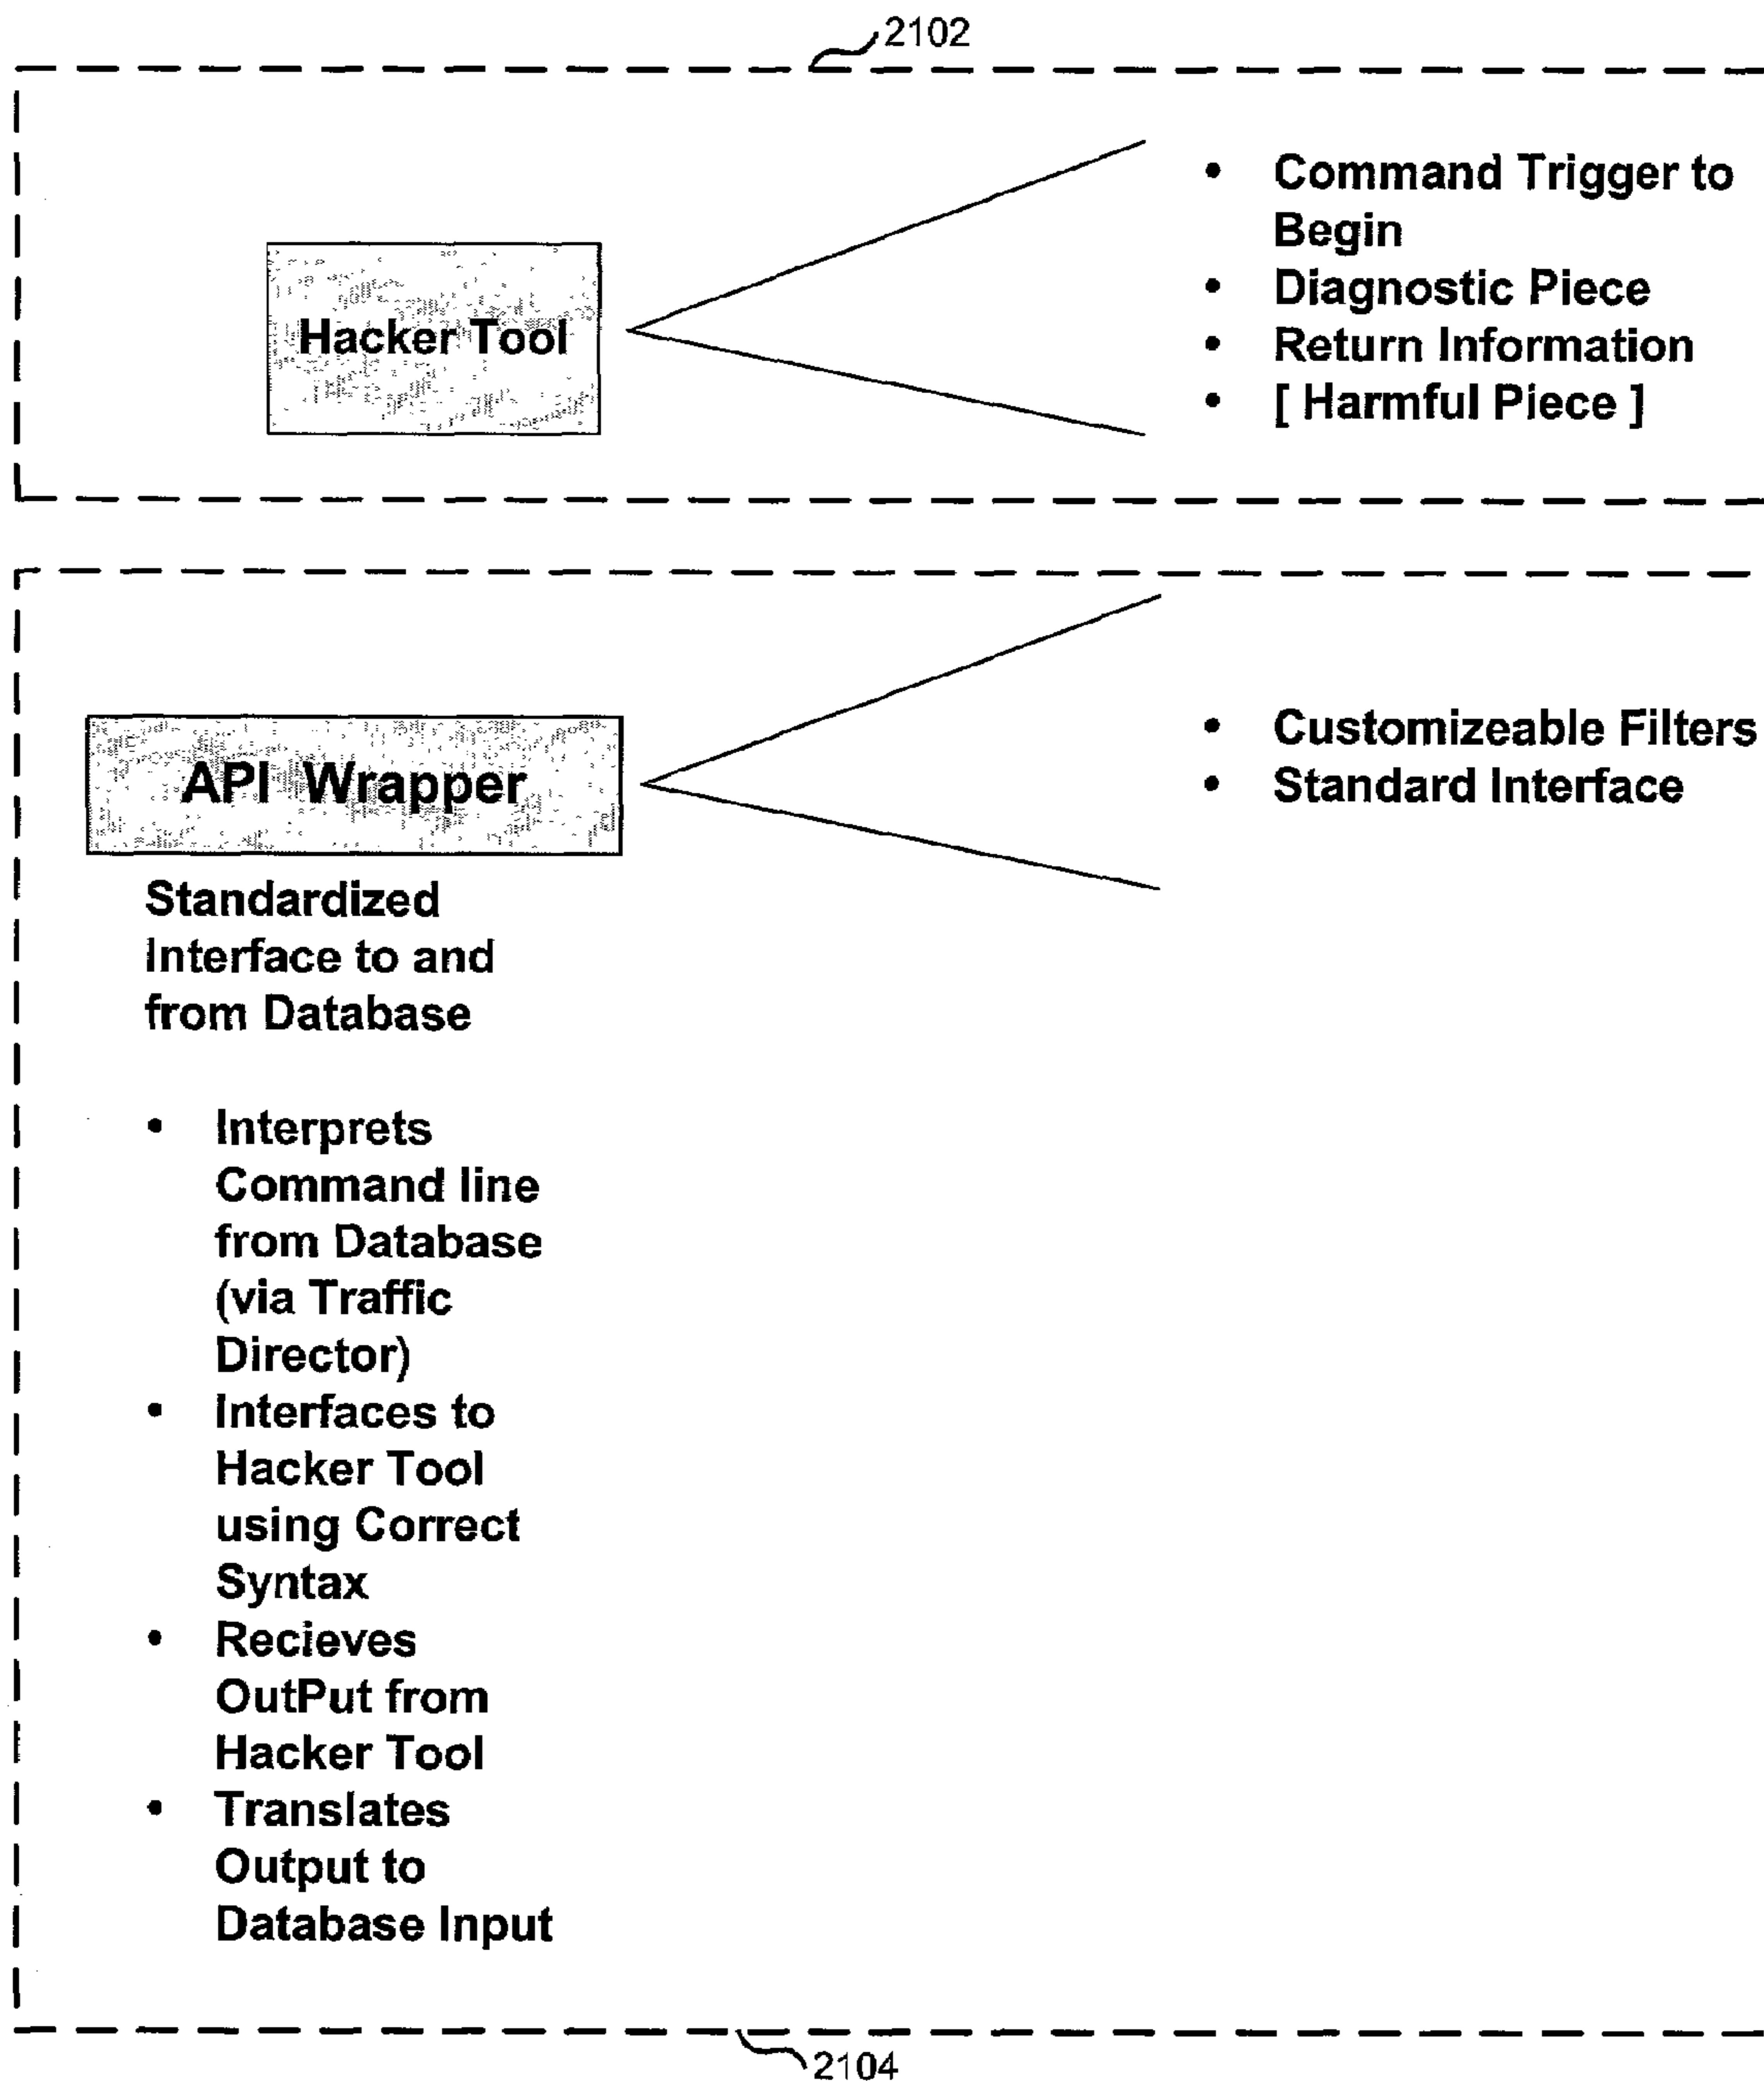 2102
Hacker Tool
• Command Trigger to
Begin
• Diagnostic Piece
• Return Information
• [ Harmful Piece ]
API Wrapper
• Customizeable Filters
• Standard Interface
Standardized
Interface to and
from Database
• Interprets
Command line
from Database
(via Traffic
Director)
• Interfaces to
Hacker Tool
using Correct
Syntax
• Recieves
OutPut from
Hacker Tool
• Translates
Output to
Database Input
2104